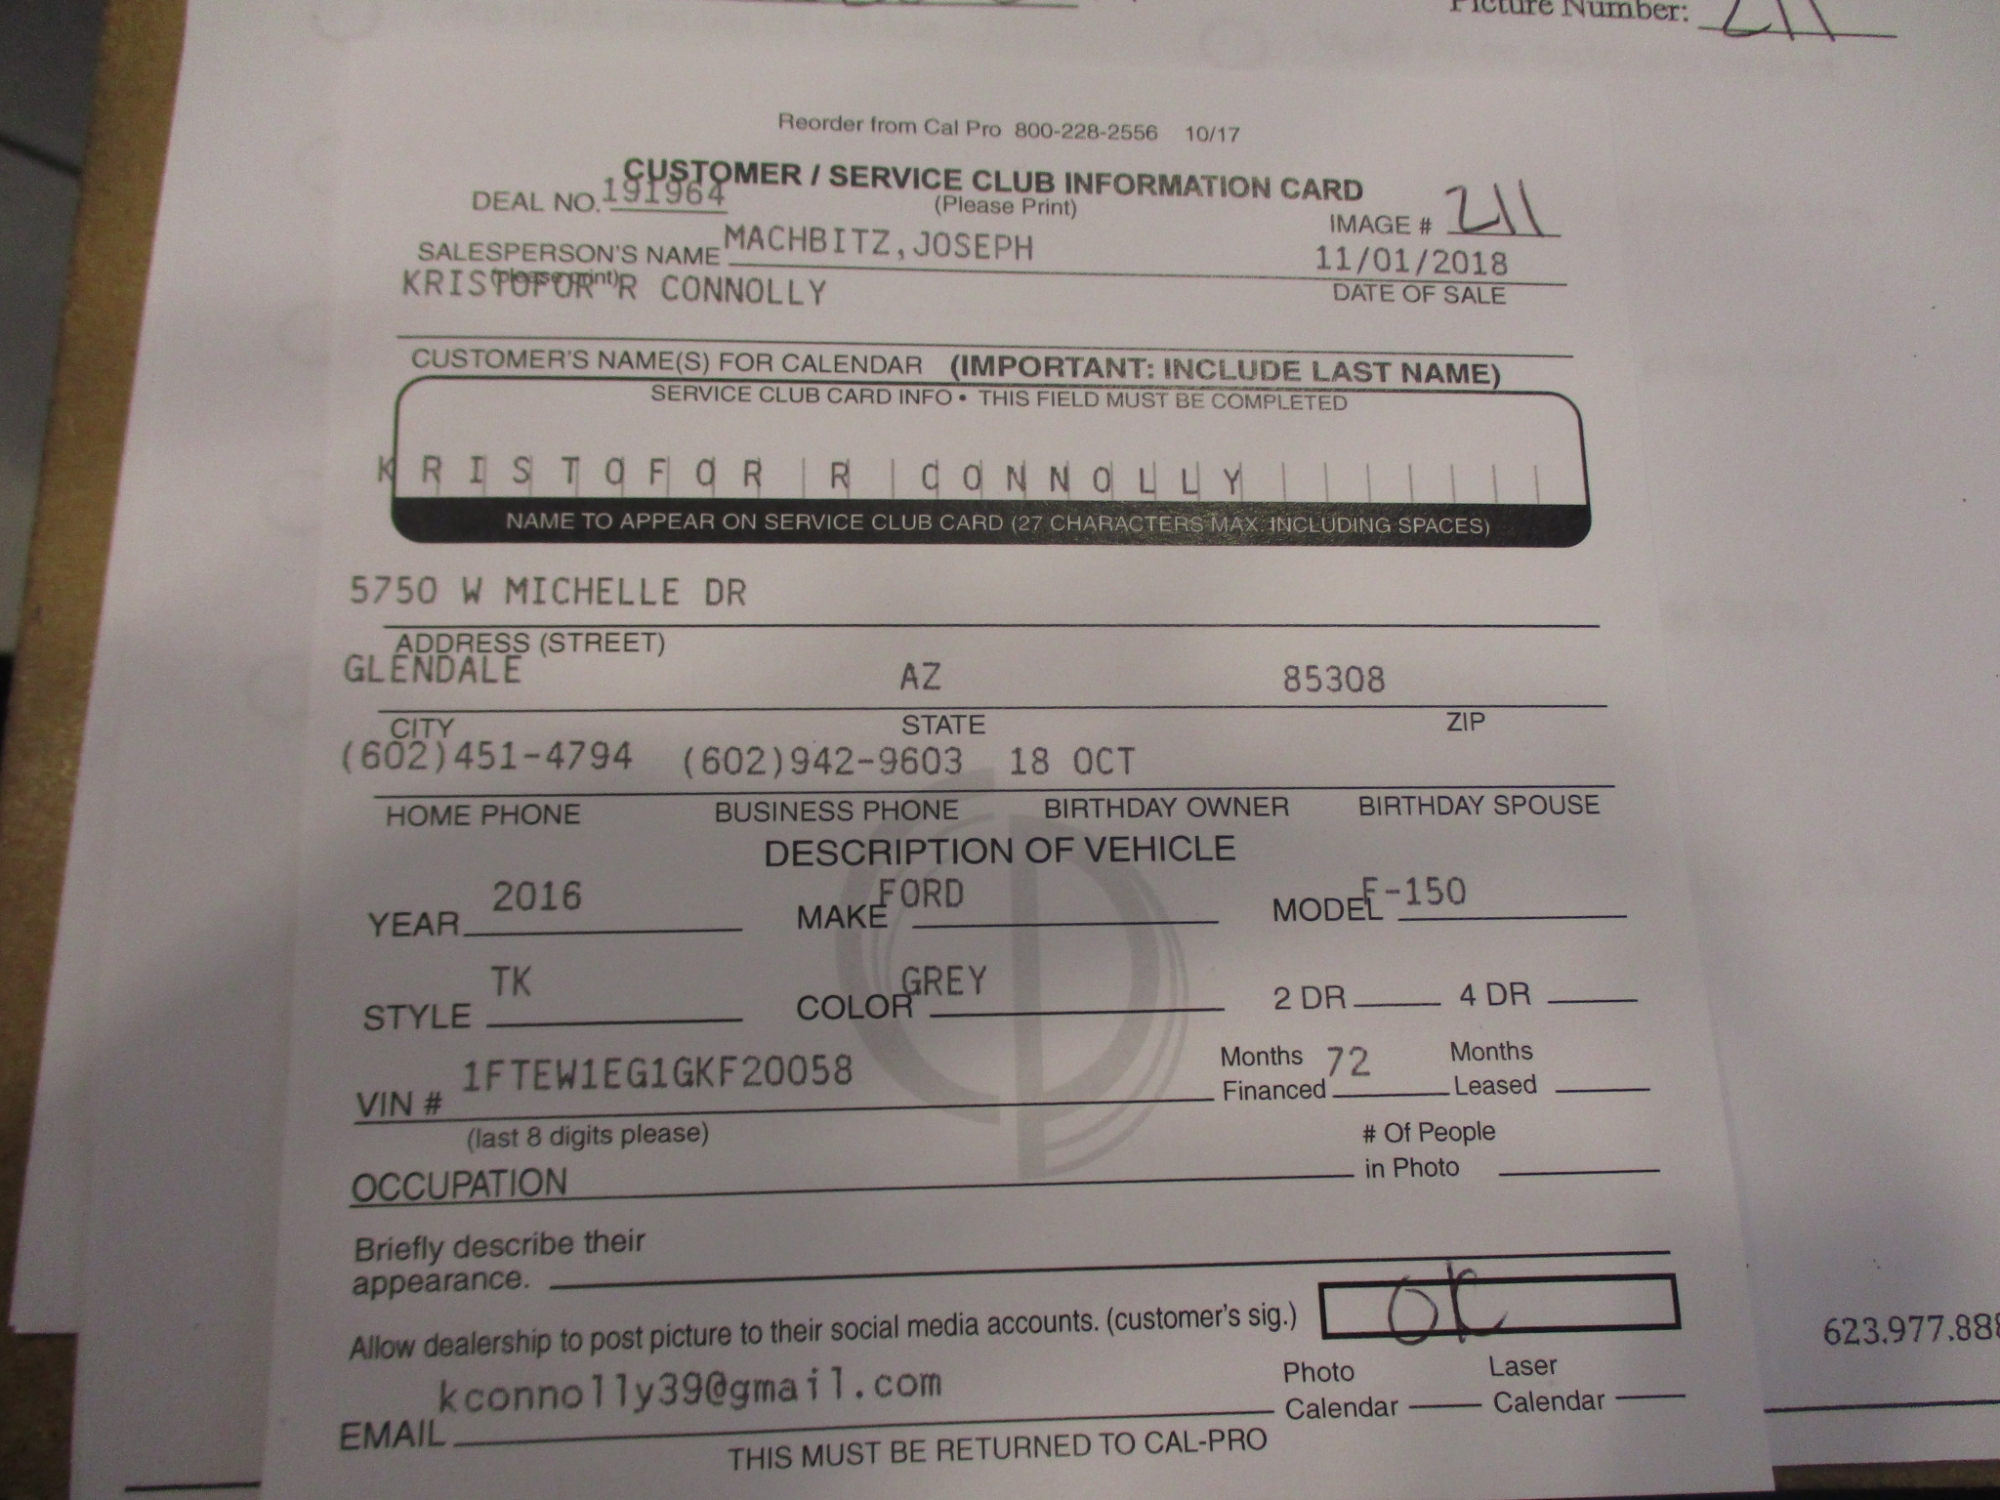 Picture Number: 211
Reorder from Cal Pro 800-228-2556 10/17
CUSTOMER / SERVICE CLUB INFORMATION CARD
DEAL NO. 191964 (Please Print) IMAGE # 211
SALESPERSON'S NAME MACHBITZ,JOSEPH 11/01/2018
(please print) DATE OF SALE
KRISTOFOR R CONNOLLY
CUSTOMER'S NAME(S) FOR CALENDAR (IMPORTANT: INCLUDE LAST NAME)
SERVICE CLUB CARD INFO • THIS FIELD MUST BE COMPLETED
KRISTOFOR R CONNOLLY
NAME TO APPEAR ON SERVICE CLUB CARD (27 CHARACTERS MAX. INCLUDING SPACES)
5750 W MICHELLE DR
ADDRESS (STREET)
GLENDALE AZ 85308
CITY STATE ZIP
(602)451-4794 (602)942-9603 18 OCT
HOME PHONE BUSINESS PHONE BIRTHDAY OWNER BIRTHDAY SPOUSE
DESCRIPTION OF VEHICLE
YEAR 2016 MAKE FORD MODEL F-150
STYLE TK COLOR GREY 2 DR 4 DR
VIN # 1FTEW1EG1GKF20058 Months Financed 72 Months Leased
(last 8 digits please) # Of People
OCCUPATION in Photo
Briefly describe their
appearance.
Allow dealership to post picture to their social media accounts. (customer's sig.) OK
kconnolly39@gmail.com Photo Laser
EMAIL Calendar Calendar
THIS MUST BE RETURNED TO CAL-PRO